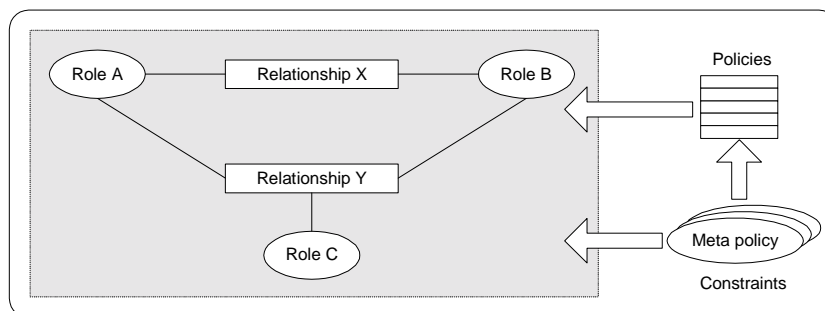 Policies
Role A
Relationship X
Role B
Relationship Y
Meta policy
Role C
Constraints